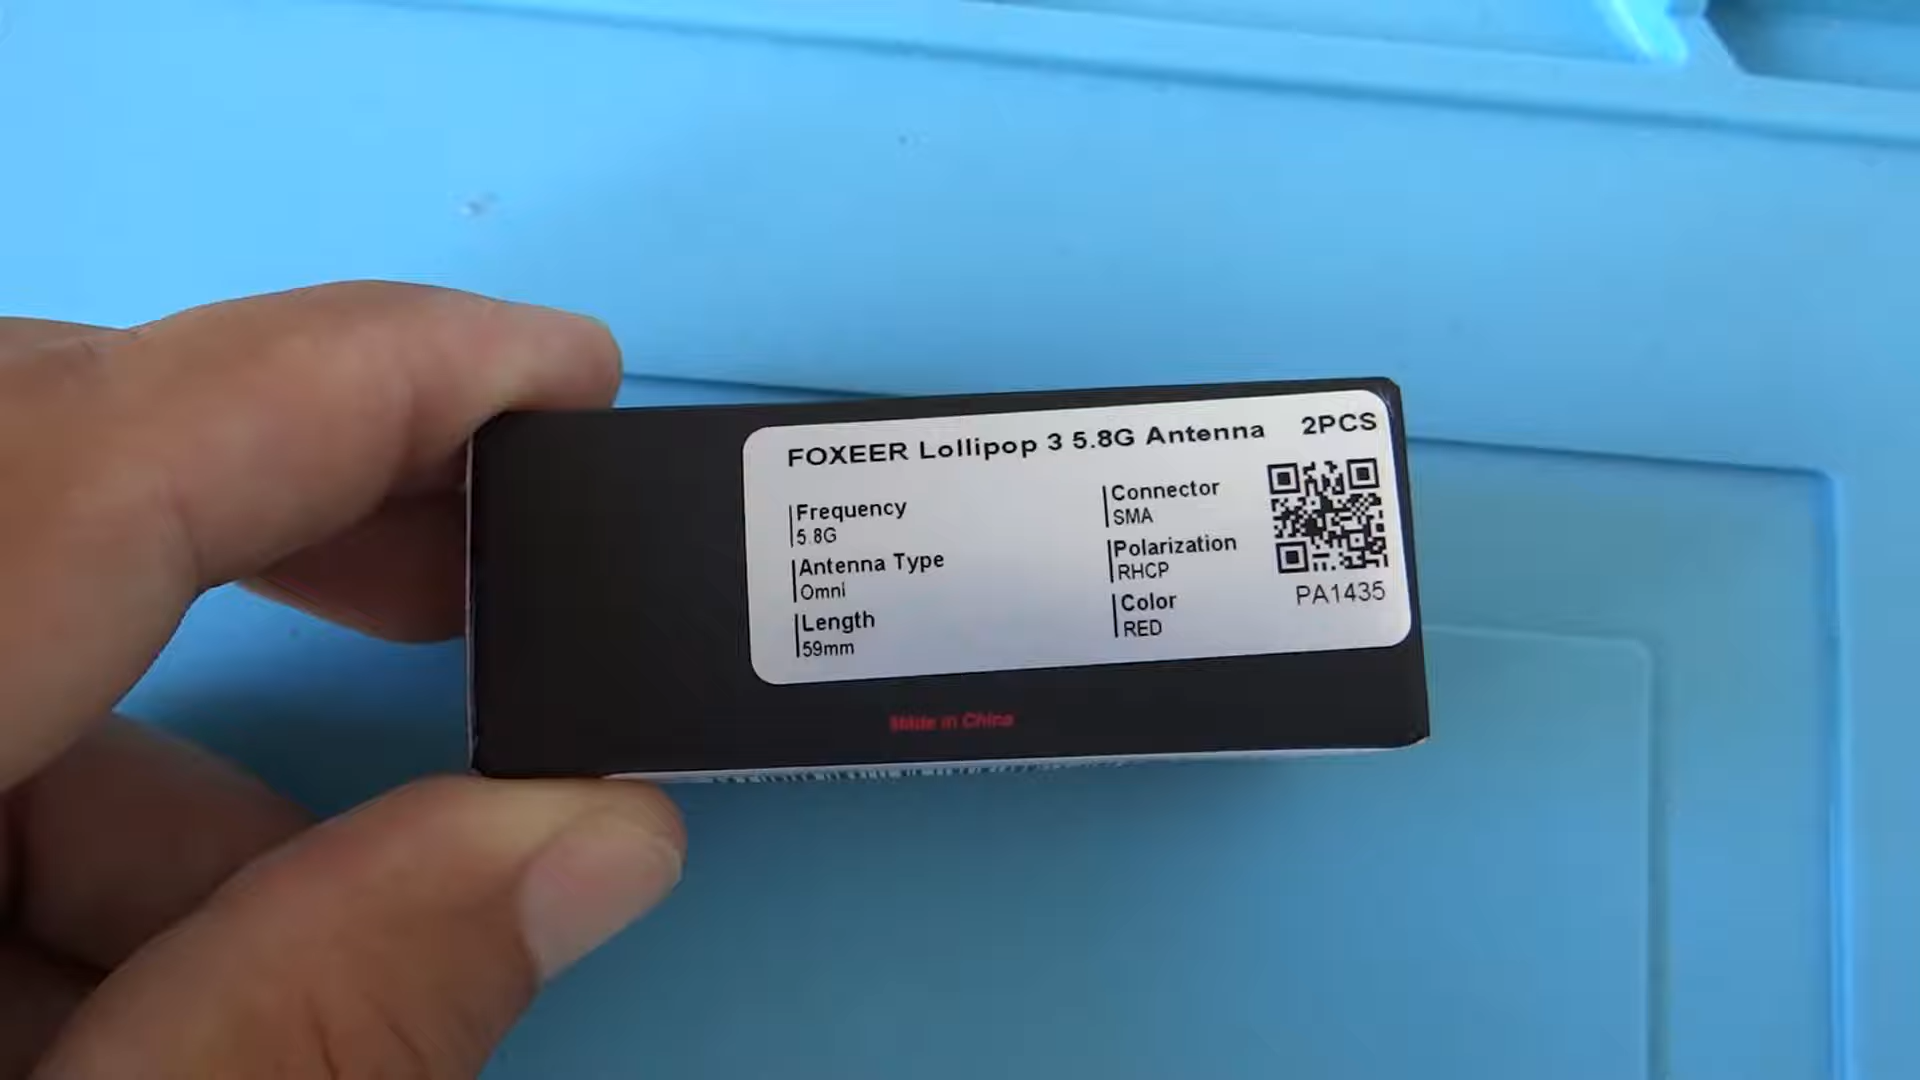 FOXEER Lollipop 3 5.8G Antenna 2PCS
Frequency
5.8G
Antenna Type
Omni
Length
59mm
Connector
SMA
Polarization
RHCP
Color
RED
PA1435
Made in China